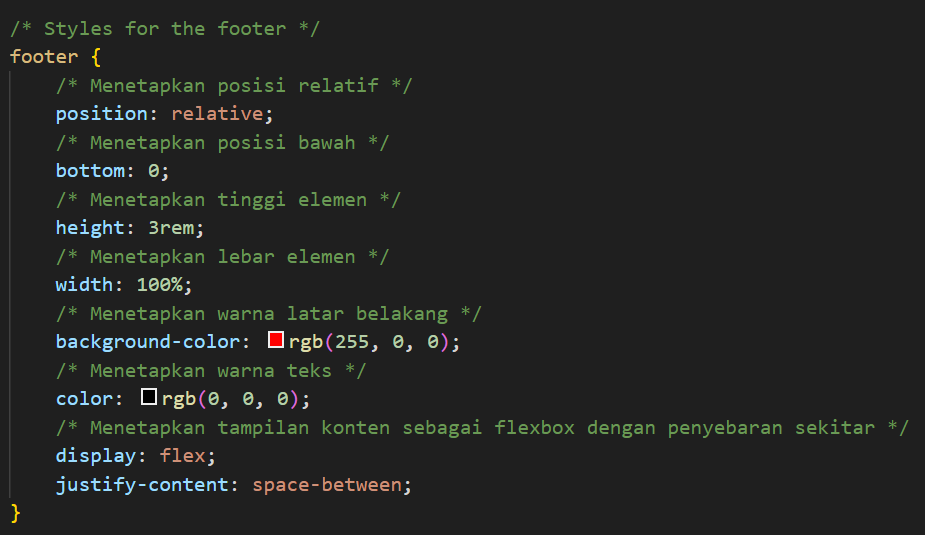 /* Styles for the footer */
footer {
    /* Menetapkan posisi relatif */
    position: relative;
    /* Menetapkan posisi bawah */
    bottom: 0;
    /* Menetapkan tinggi elemen */
    height: 3rem;
    /* Menetapkan lebar elemen */
    width: 100%;
    /* Menetapkan warna latar belakang */
    background-color: rgb(255, 0, 0);
    /* Menetapkan warna teks */
    color: rgb(0, 0, 0);
    /* Menetapkan tampilan konten sebagai flexbox dengan penyebaran sekitar */
    display: flex;
    justify-content: space-between;
}